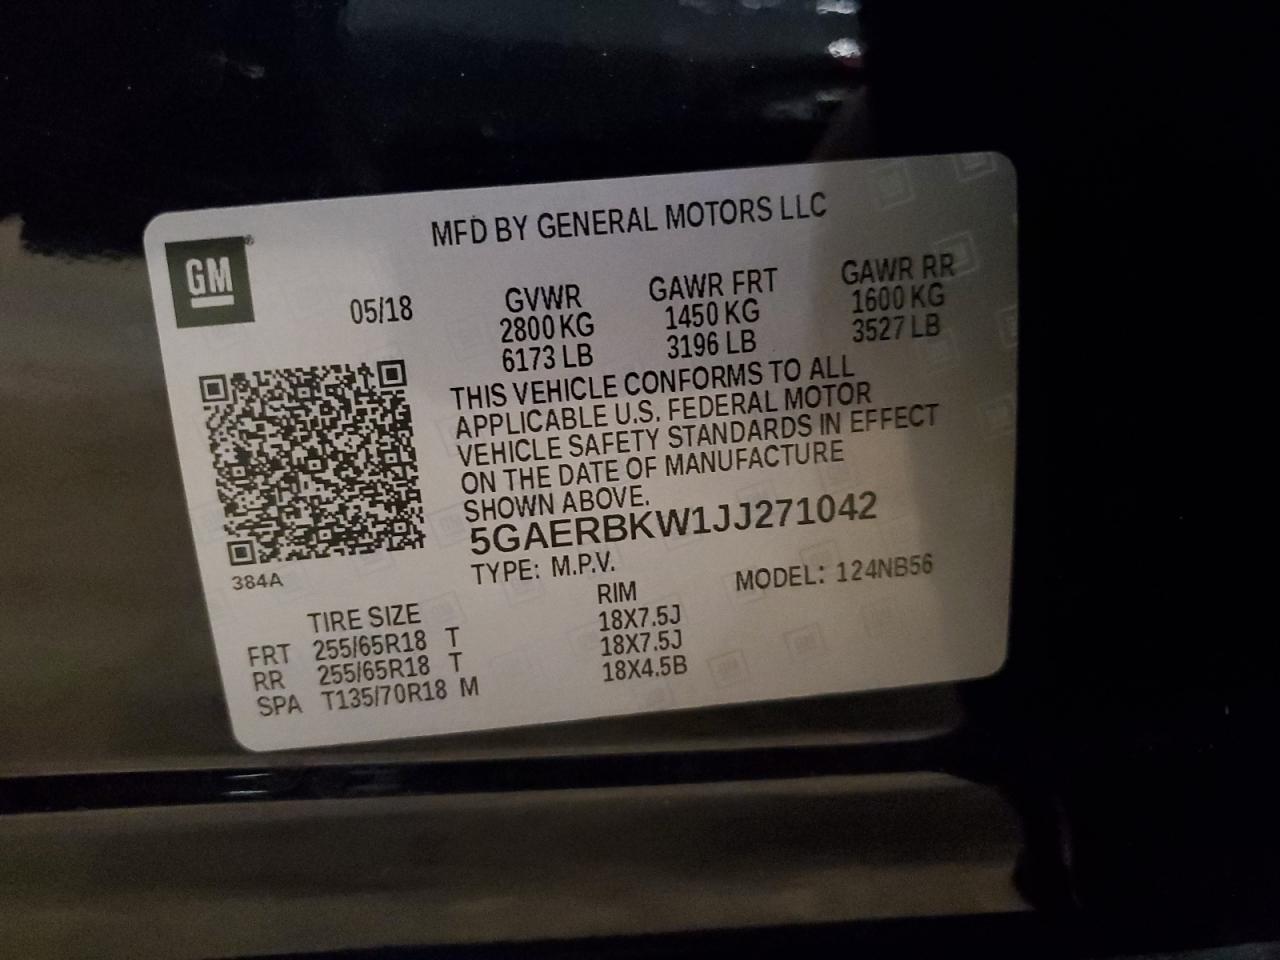 MFD BY GENERAL MOTORS LLC
GM
05/18
GVWR GAWR FRT GAWR RR
2800 KG 1450 KG 1600 KG
6173 LB 3196 LB 3527 LB
THIS VEHICLE CONFORMS TO ALL
APPLICABLE U.S. FEDERAL MOTOR
VEHICLE SAFETY STANDARDS IN EFFECT
ON THE DATE OF MANUFACTURE
SHOWN ABOVE.
5GAERBKW1JJ271042
384A
TYPE: M.P.V. MODEL: 124NB56
TIRE SIZE RIM
FRT 255/65R18 T 18X7.5J
RR 255/65R18 T 18X7.5J
SPA T135/70R18 M 18X4.5B